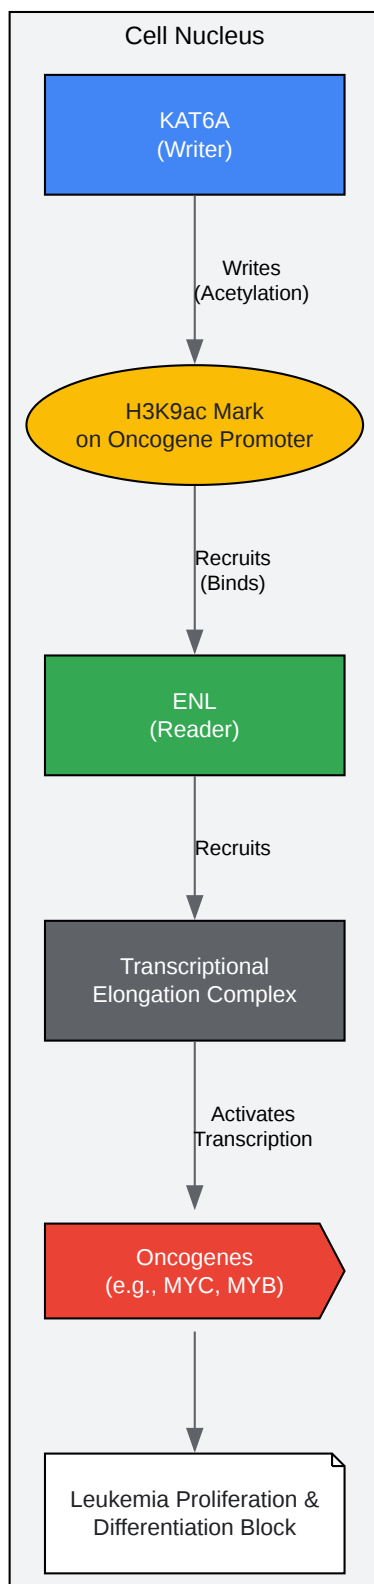 Cell Nucleus
KAT6A
(Writer)
Writes
(Acetylation)
H3K9ac Mark
on Oncogene Promoter
Recruits
(Binds)
ENL
(Reader)
Recruits
Transcriptional
Elongation Complex
Activates
Transcription
Oncogenes
(e.g., MYC, MYB)
Leukemia Proliferation &
Differentiation Block